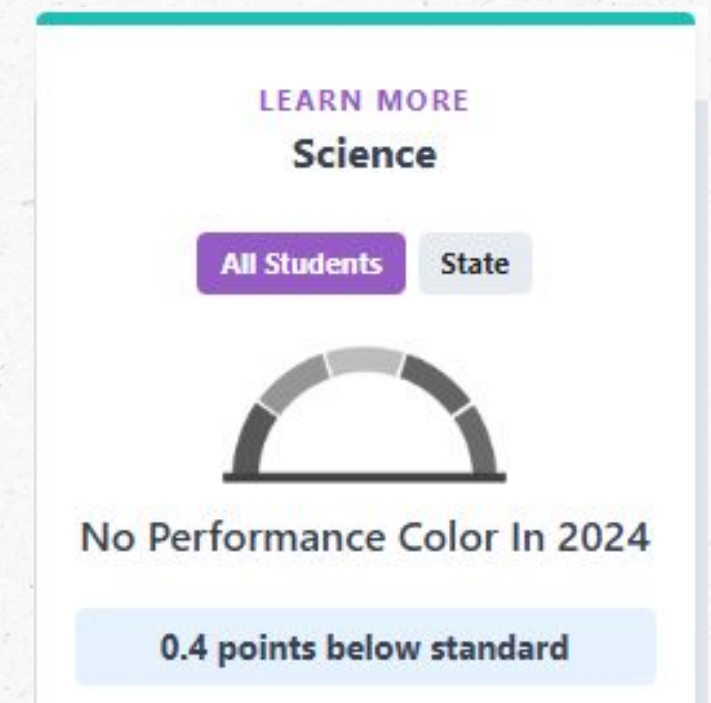 LEARN MORE
Science
All Students State
No Performance Color In 2024
0.4 points below standard